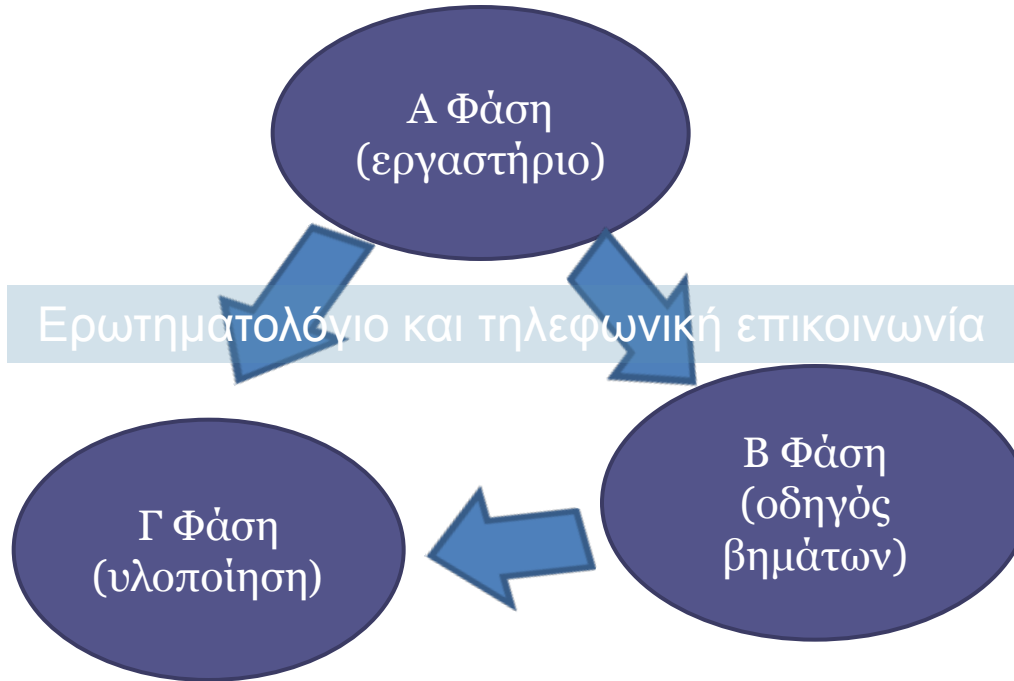 Α Φάση
(εργαστήριο)
Ερωτηματολόγιο και τηλεφωνική επικοινωνία
Β Φάση
(οδηγός
βημάτων)
Γ Φάση
(υλοποίηση)